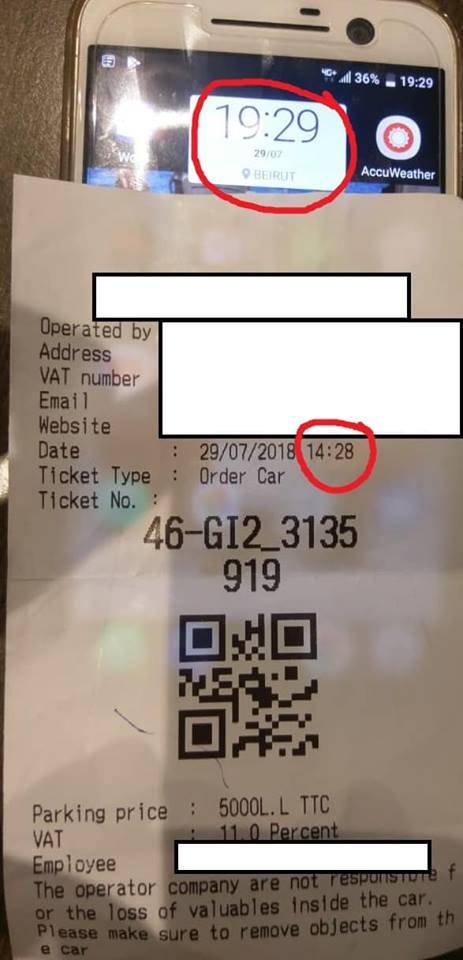 4G+ 36% 19:29
19:29
29/07
BEIRUT
AccuWeather
Operated by
Address
VAT number
Email
Website
Date : 29/07/2018 14:28
Ticket Type : Order Car
Ticket No. :
46-GI2_3135
919
Parking price : 5000L.L TTC
VAT : 11.0 Percent
Employee
The operator company are not responsible f
or the loss of valuables inside the car.
Please make sure to remove objects from th
e car